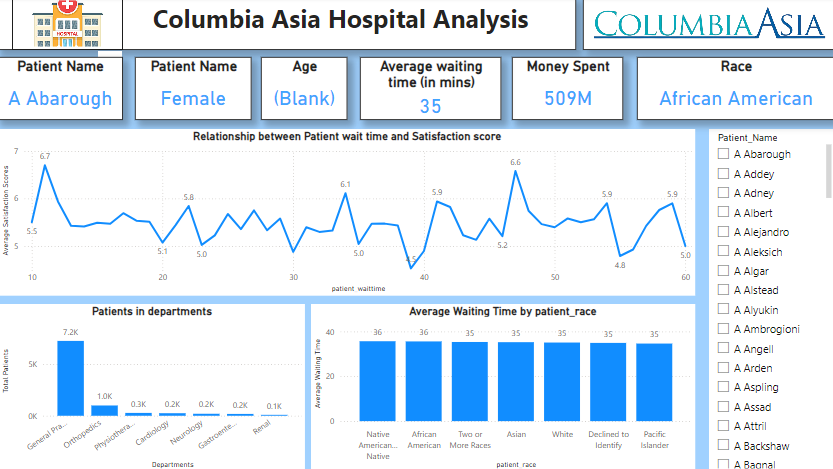 Columbia Asia Hospital Analysis
HOSPITAL
COLUMBIA ASIA
Patient Name
A Abarough
Patient Name
Female
Age
(Blank)
Average waiting
time (in mins)
35
Money Spent
509M
Race
African American
Relationship between Patient wait time and Satisfaction score
Average Satisfaction Scores
7
6
5
5.5
6.7
5.1
5.8
5.0
6.1
5.0
4.5
5.9
5.2
6.6
5.9
4.8
5.9
5.0
10
20
30
40
50
60
patient_waittime
Patients in departments
Total Patients
5K
0K
7.2K
1.0K
0.3K
0.2K
0.2K
0.2K
0.1K
General Pra...
Orthopedics
Physiothera...
Cardiology
Neurology
Gastroente...
Renal
Departments
Average Waiting Time by patient_race
Average Waiting Time
40
20
0
36
36
35
35
35
35
35
Native
American...
Native
African
American
Two or
More Races
Asian
White
Declined to
Identify
Pacific
Islander
patient_race
Patient_Name
A Abarough
A Addey
A Adney
A Albert
A Alejandro
A Aleksich
A Algar
A Alstead
A Alyukin
A Ambrogioni
A Angell
A Arden
A Aspling
A Assad
A Attril
A Backshaw
A Bagnal